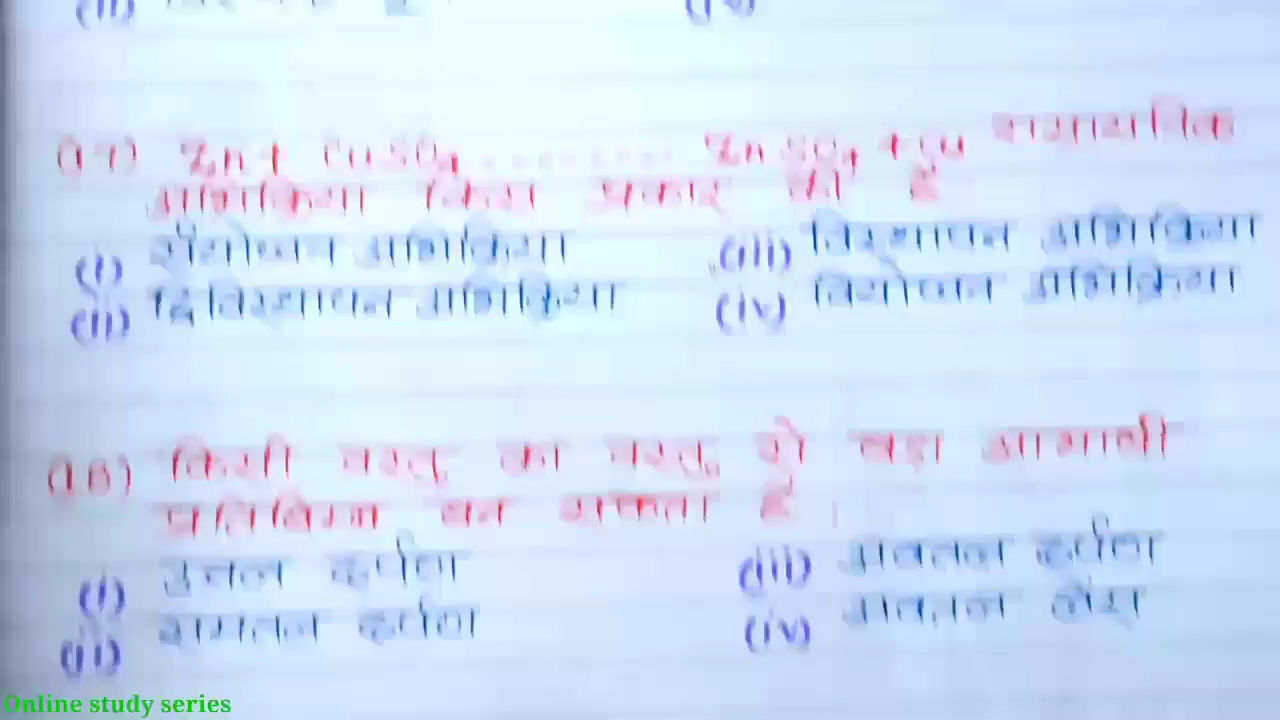 (17) Zn + CuSO4 ......... ZnSO4 + Cu रासायनिक
अभिक्रिया किस प्रकार की है
(i) संयोजन अभिक्रिया (iii) विस्थापन अभिक्रिया
(ii) द्विविस्थापन अभिक्रिया (iv) वियोजन अभिक्रिया
(18) किसी वस्तु का वस्तु से बड़ा आभासी
प्रतिबिम्ब बन सकता है
(i) उत्तल दर्पण (iii) अवतल दर्पण
(ii) समतल दर्पण (iv) अवतल लेंस
Online study series